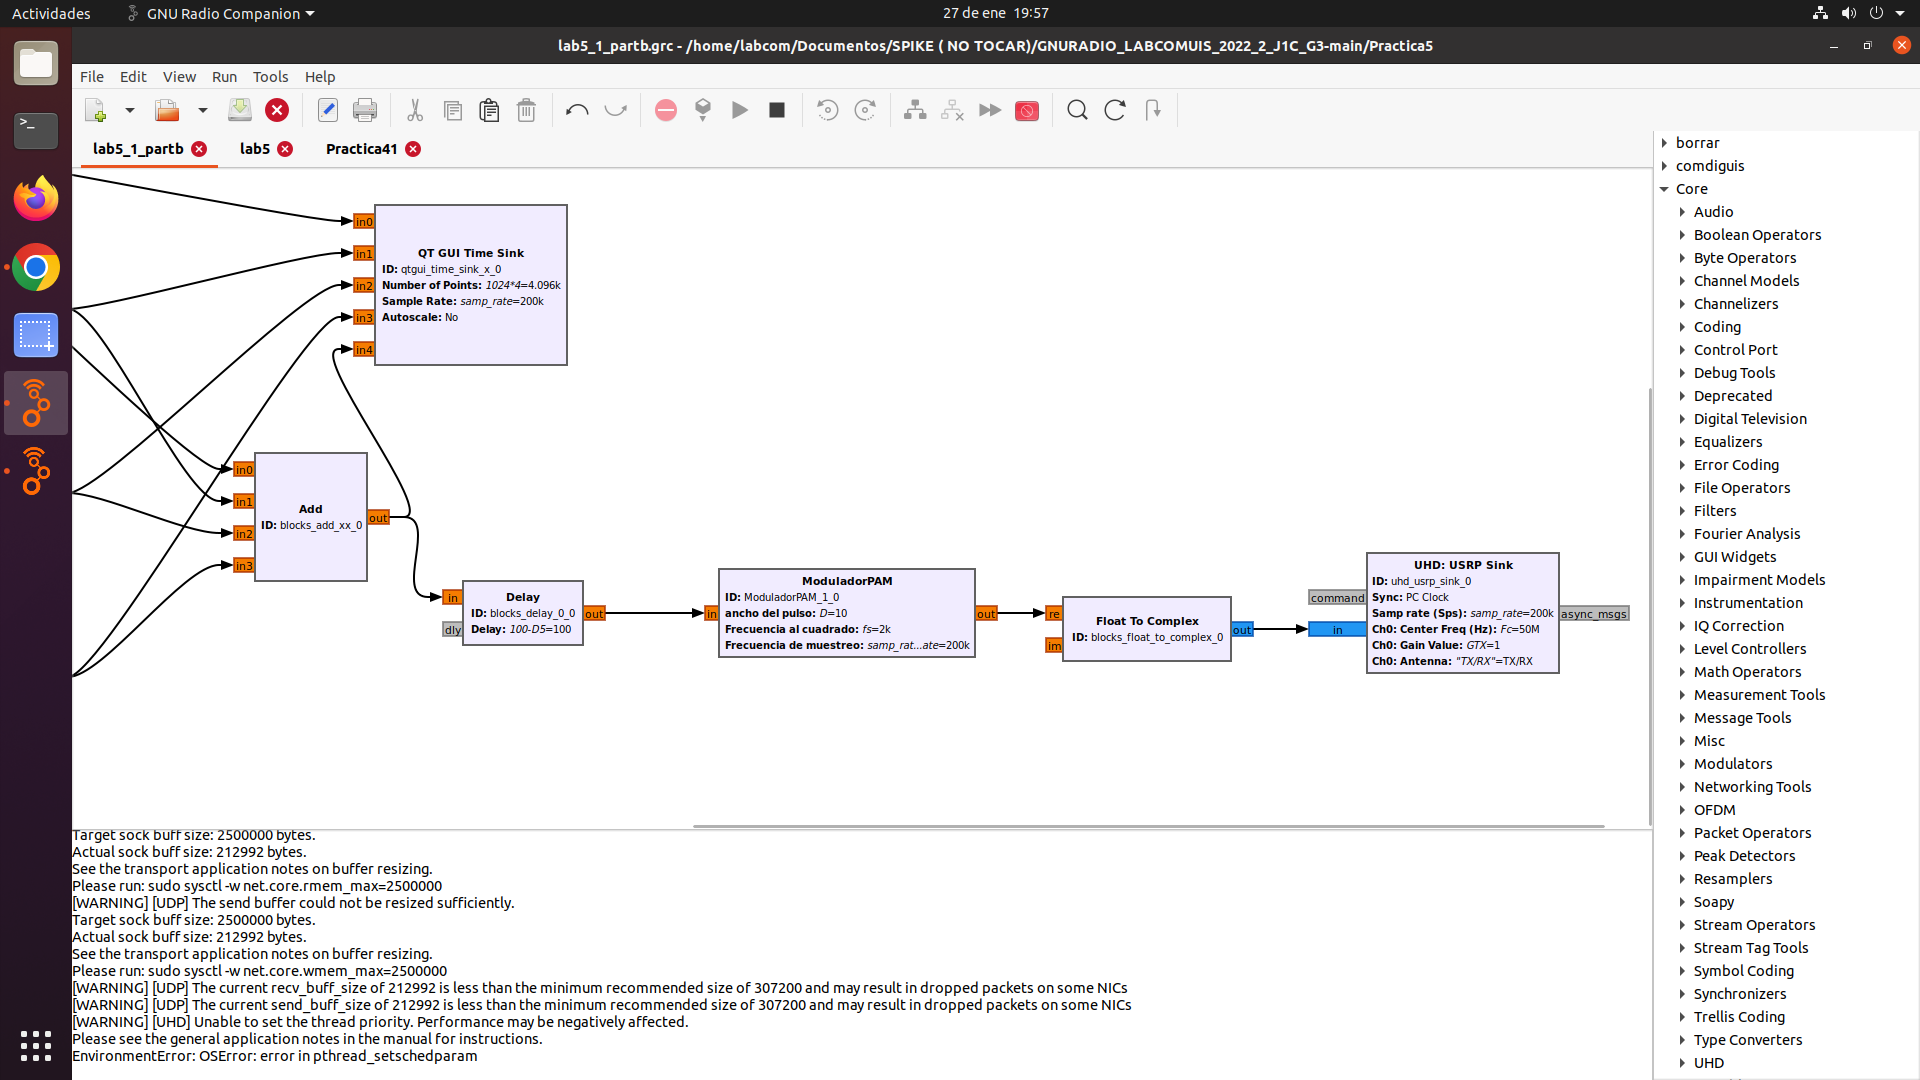 Actividades
GNU Radio Companion
27 de ene 19:57
lab5_1_partb.grc - /home/labcom/Documentos/SPIKE ( NO TOCAR)/GNURADIO_LABCOMUIS_2022_2_J1C_G3-main/Practica5
File Edit View Run Tools Help
lab5_1_partb
lab5
Practica41
in0
in1
in2
in3
in4
QT GUI Time Sink
ID: qtgui_time_sink_x_0
Number of Points: 1024*4=4.096k
Sample Rate: samp_rate=200k
Autoscale: No
in0
in1
in2
in3
Add
ID: blocks_add_xx_0
out
in
dly
Delay
ID: blocks_delay_0_0
Delay: 100-D5=100
out
in
ModuladorPAM
ID: ModuladorPAM_1_0
ancho del pulso: D=10
Frecuencia al cuadrado: fs=2k
Frecuencia de muestreo: samp_rat...ate=200k
out
re
im
Float To Complex
ID: blocks_float_to_complex_0
out
command
in
UHD: USRP Sink
ID: uhd_usrp_sink_0
Sync: PC Clock
Samp rate (Sps): samp_rate=200k
Ch0: Center Freq (Hz): Fc=50M
Ch0: Gain Value: GTX=1
Ch0: Antenna: "TX/RX"=TX/RX
async_msgs
Target sock buff size: 2500000 bytes.
Actual sock buff size: 212992 bytes.
See the transport application notes on buffer resizing.
Please run: sudo sysctl -w net.core.rmem_max=2500000
[WARNING] [UDP] The send buffer could not be resized sufficiently.
Target sock buff size: 2500000 bytes.
Actual sock buff size: 212992 bytes.
See the transport application notes on buffer resizing.
Please run: sudo sysctl -w net.core.wmem_max=2500000
[WARNING] [UDP] The current recv_buff_size of 212992 is less than the minimum recommended size of 307200 and may result in dropped packets on some NICs
[WARNING] [UDP] The current send_buff_size of 212992 is less than the minimum recommended size of 307200 and may result in dropped packets on some NICs
[WARNING] [UHD] Unable to set the thread priority. Performance may be negatively affected.
Please see the general application notes in the manual for instructions.
EnvironmentError: OSError: error in pthread_setschedparam
borrar
comdiguis
Core
Audio
Boolean Operators
Byte Operators
Channel Models
Channelizers
Coding
Control Port
Debug Tools
Deprecated
Digital Television
Equalizers
Error Coding
File Operators
Filters
Fourier Analysis
GUI Widgets
Impairment Models
Instrumentation
IQ Correction
Level Controllers
Math Operators
Measurement Tools
Message Tools
Misc
Modulators
Networking Tools
OFDM
Packet Operators
Peak Detectors
Resamplers
Soapy
Stream Operators
Stream Tag Tools
Symbol Coding
Synchronizers
Trellis Coding
Type Converters
UHD